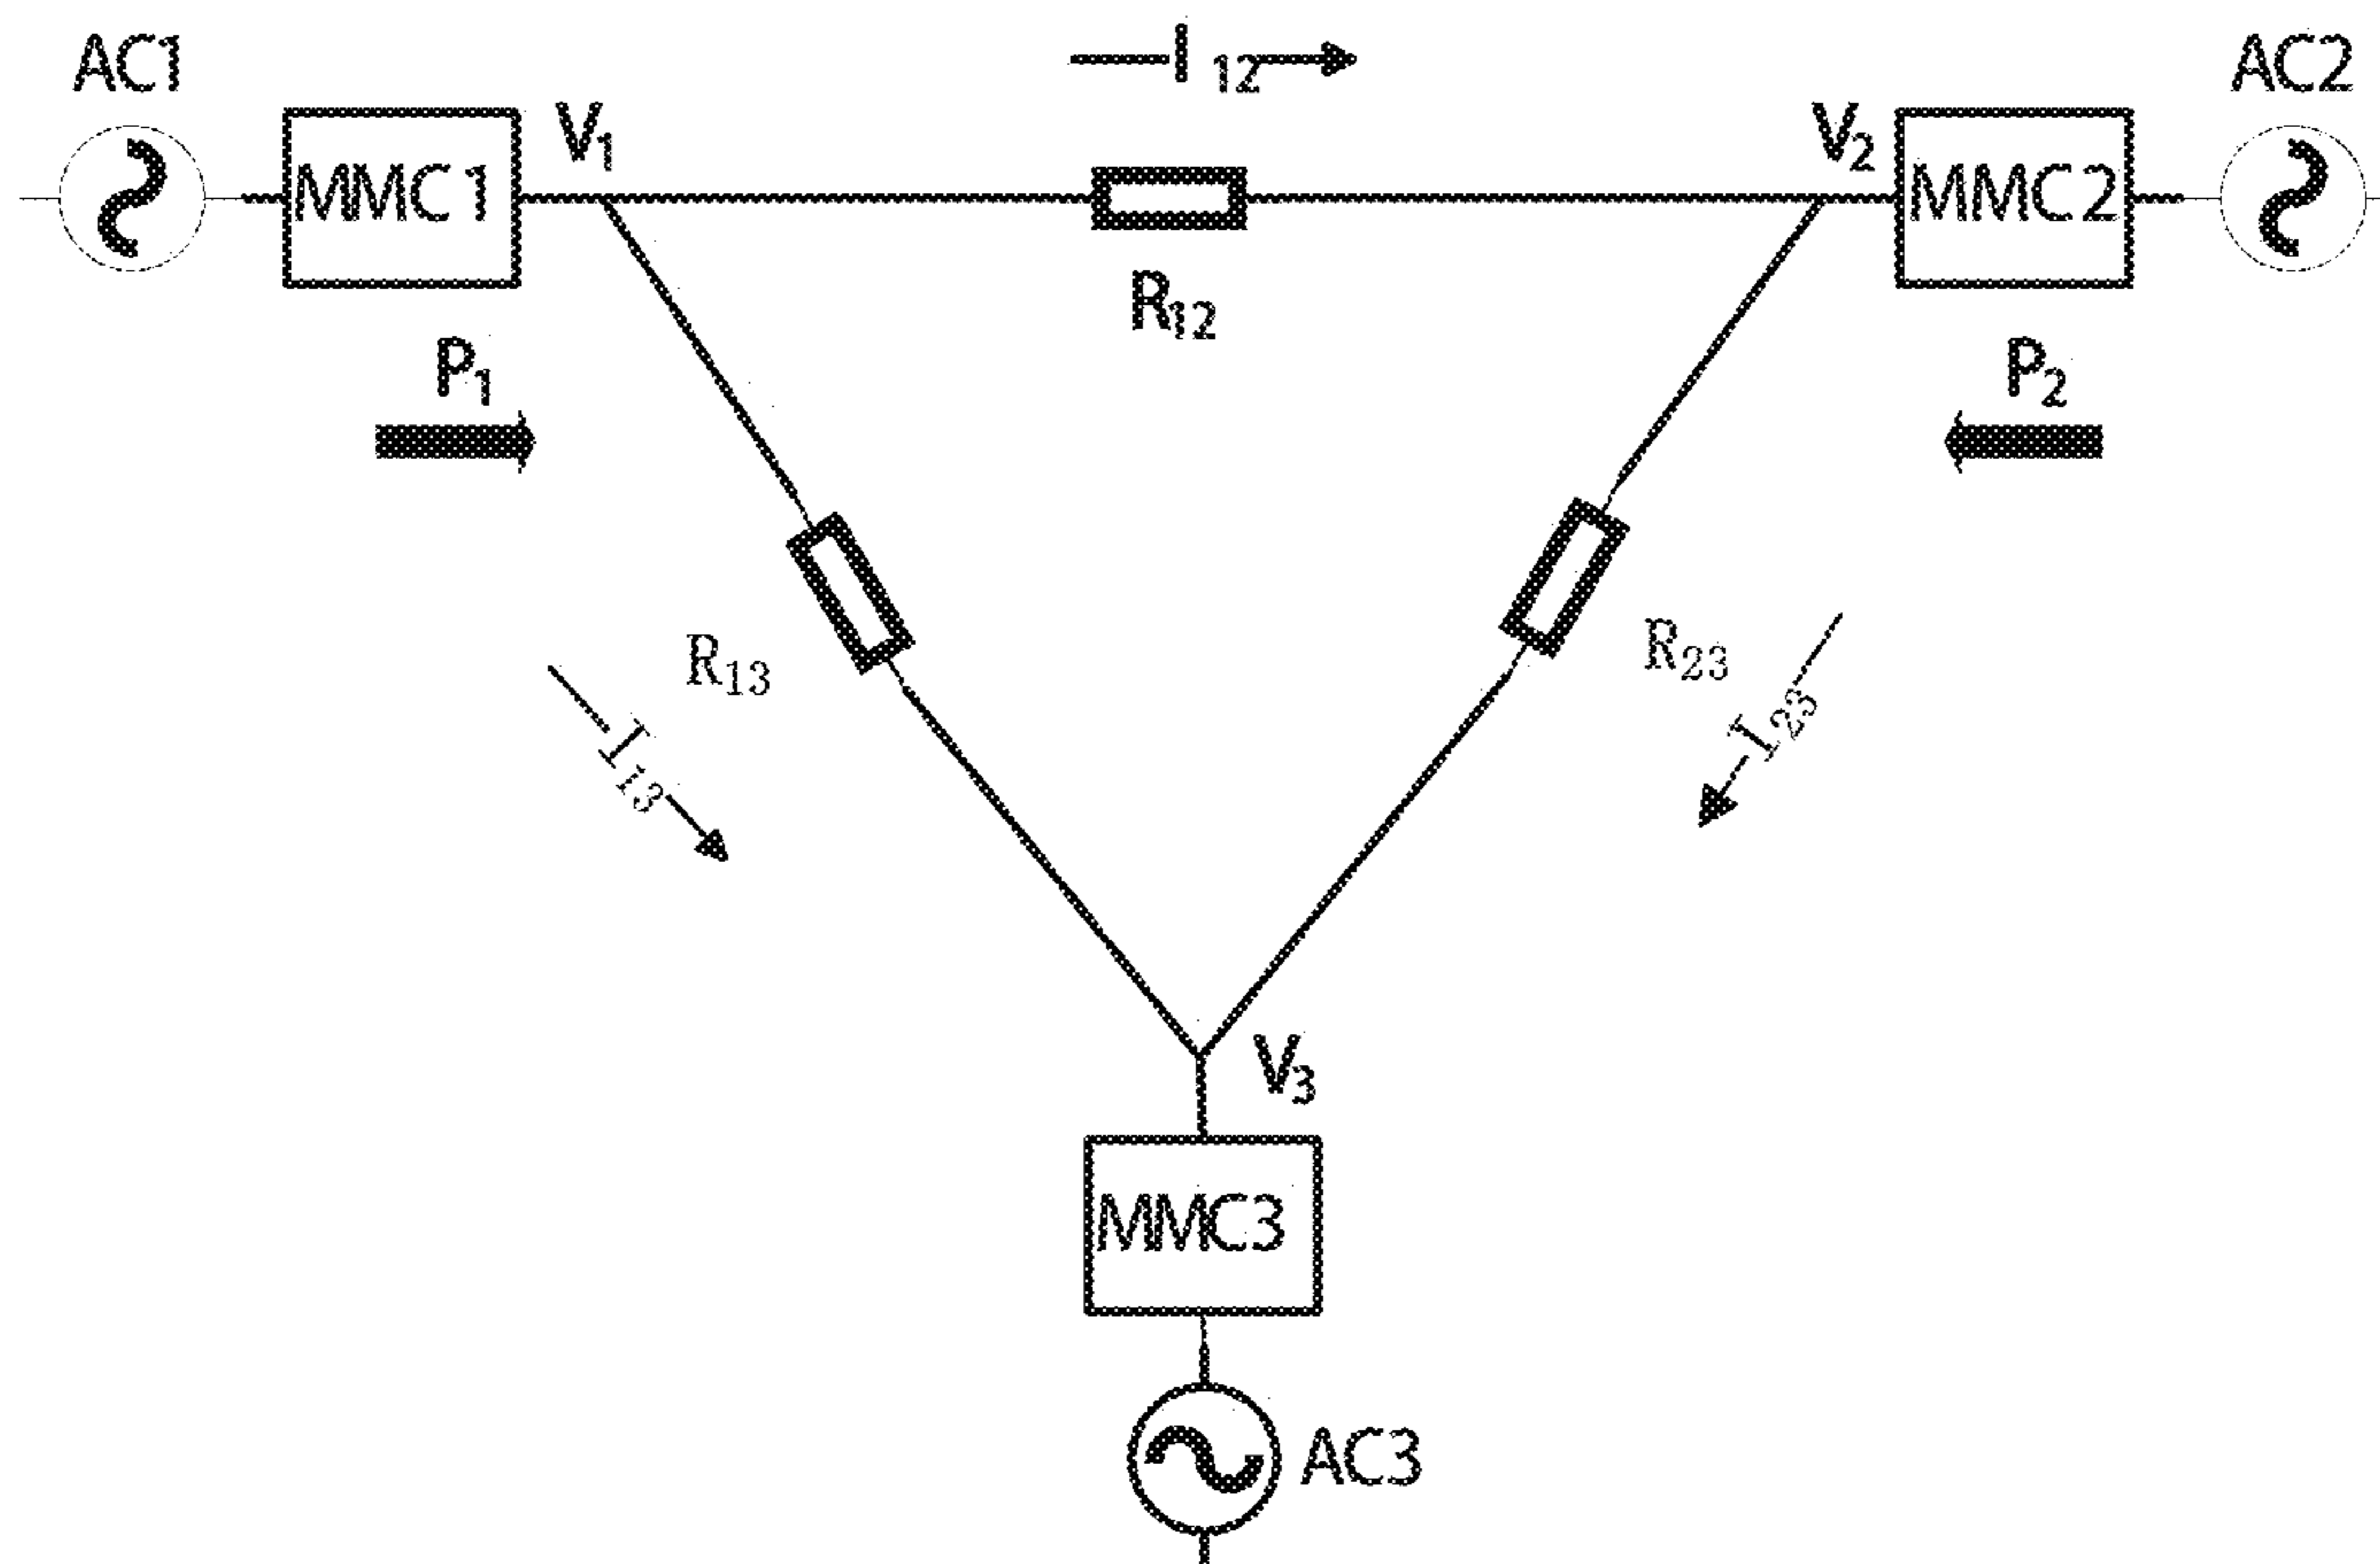 AC1
I₁₂
AC2
MMC1
V₁
V₂
MMC2
R₁₂
P₁
P₂
R₁₃
R₂₃
I₁₃
I₂₃
V₃
MMC3
AC3